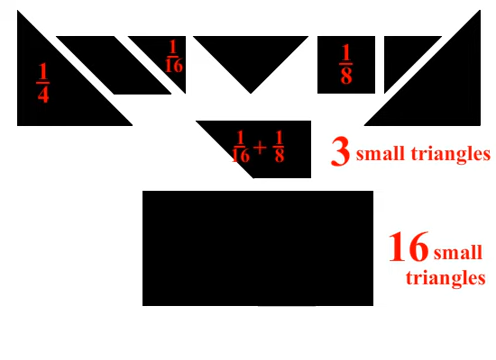 1/4
1/16
1/8
1/16 + 1/8
3 small triangles
16 small
triangles